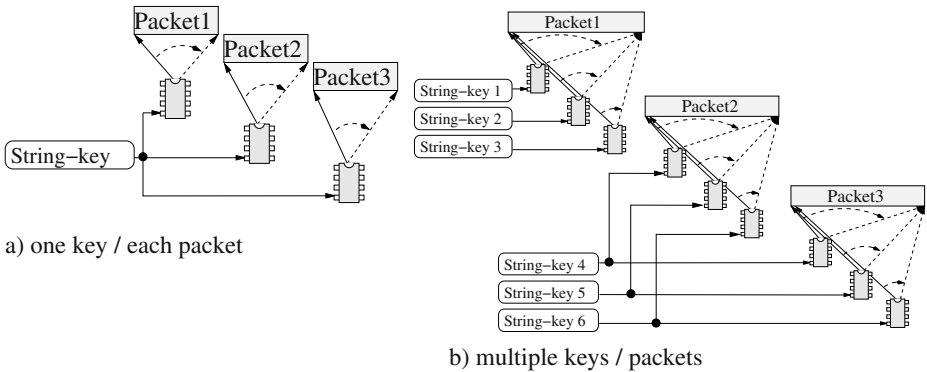 Packet1
Packet2
Packet3
String-key
a) one key / each packet
Packet1
String-key 1
String-key 2
String-key 3
Packet2
Packet3
String-key 4
String-key 5
String-key 6
b) multiple keys / packets